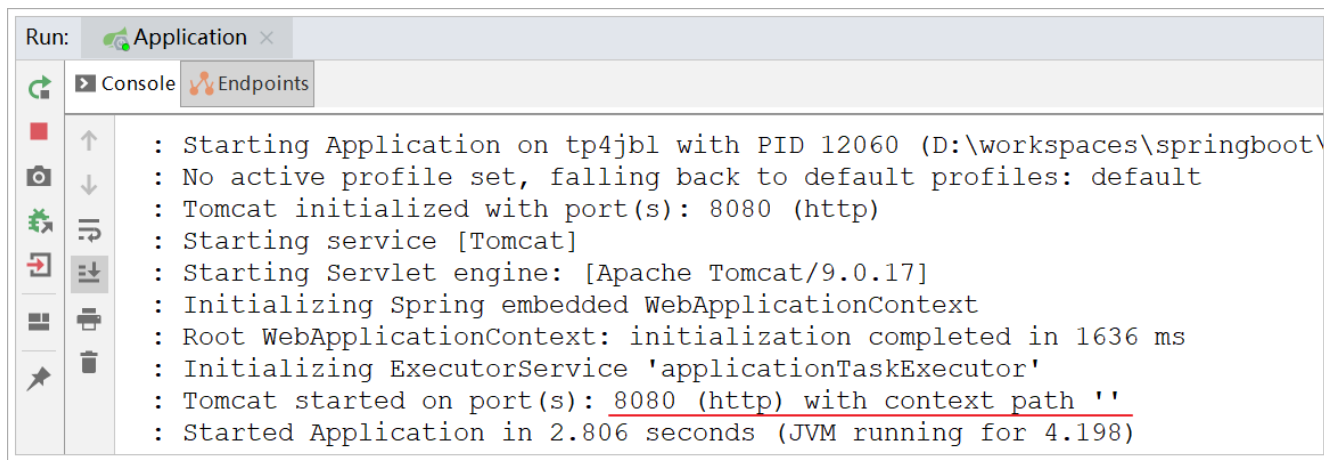 Run: Application ×
Console Endpoints
: Starting Application on tp4jbl with PID 12060 (D:\workspaces\springboot\
: No active profile set, falling back to default profiles: default
: Tomcat initialized with port(s): 8080 (http)
: Starting service [Tomcat]
: Starting Servlet engine: [Apache Tomcat/9.0.17]
: Initializing Spring embedded WebApplicationContext
: Root WebApplicationContext: initialization completed in 1636 ms
: Initializing ExecutorService 'applicationTaskExecutor'
: Tomcat started on port(s): 8080 (http) with context path ''
: Started Application in 2.806 seconds (JVM running for 4.198)